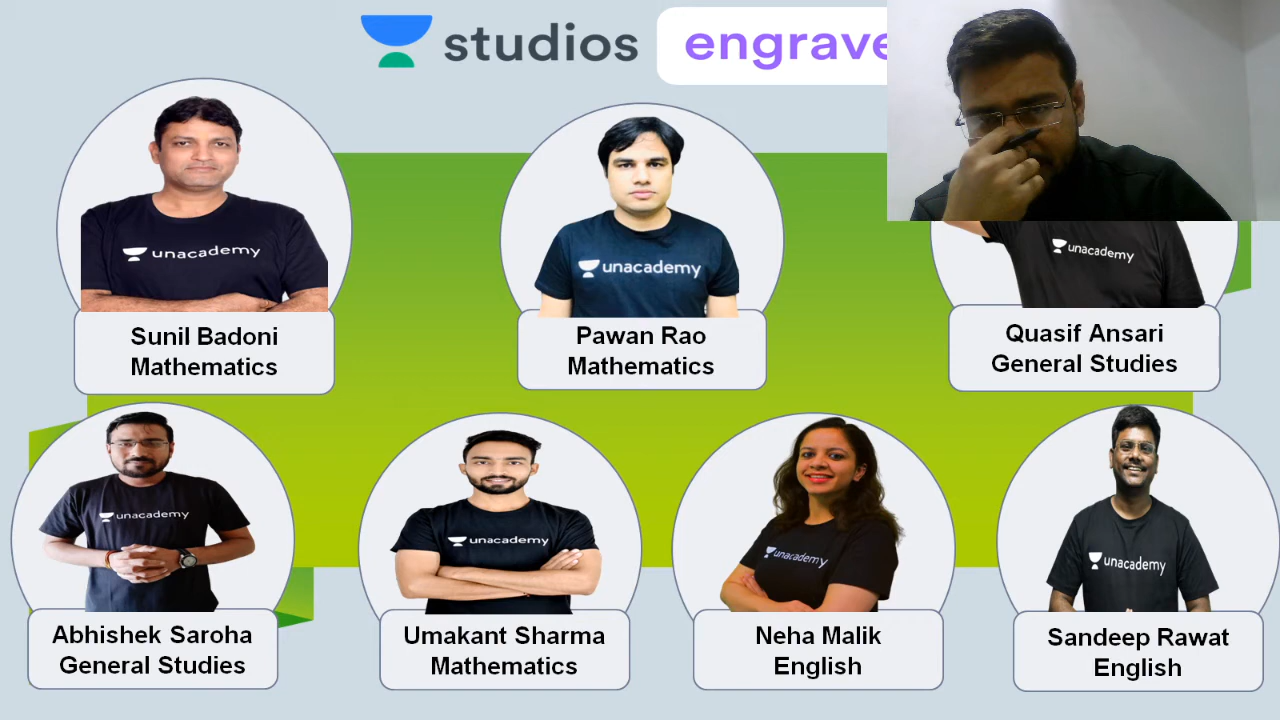 studios engrave
unacademy
unacademy
unacademy
Sunil Badoni
Mathematics
Pawan Rao
Mathematics
Quasif Ansari
General Studies
unacademy
unacademy
unacademy
unacademy
Abhishek Saroha
General Studies
Umakant Sharma
Mathematics
Neha Malik
English
Sandeep Rawat
English